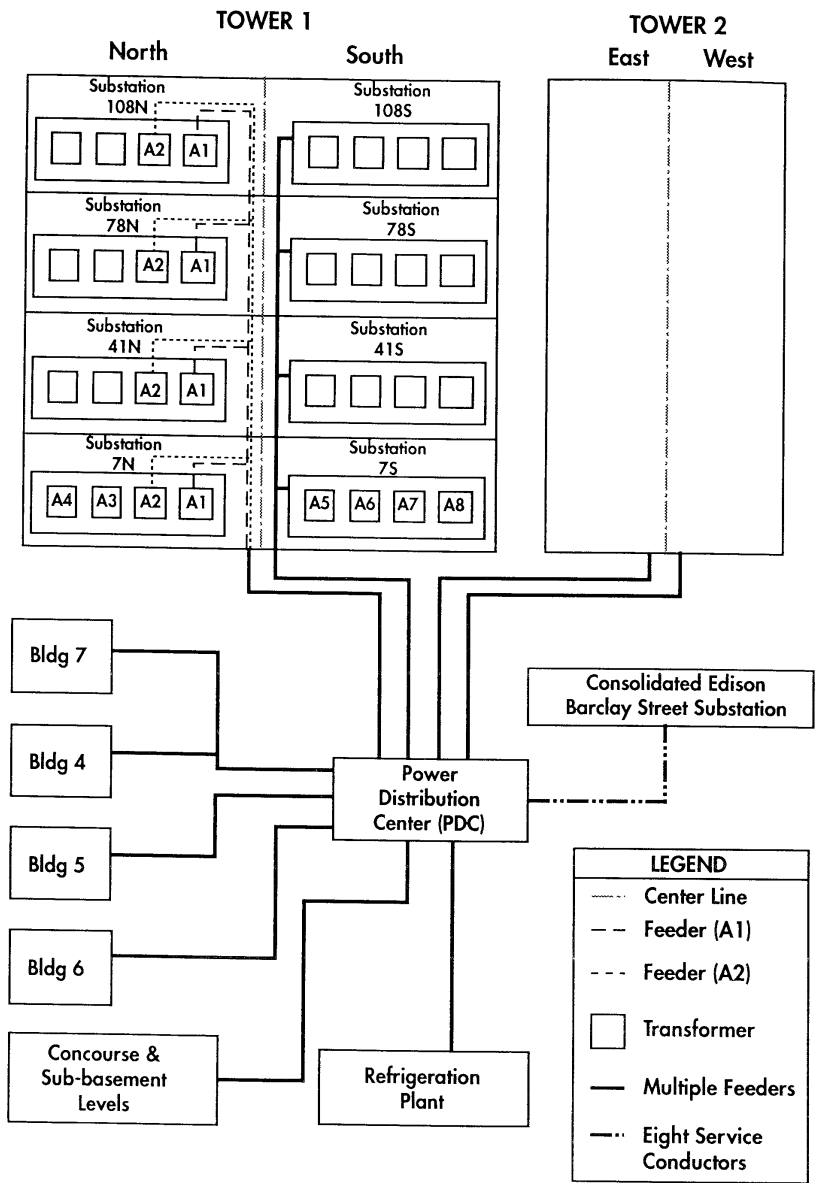 TOWER 1
TOWER 2
North
South
East
West
Substation
108N
A2
A1
Substation
108S
Substation
78N
A2
A1
Substation
78S
Substation
41N
A2
A1
Substation
41S
Substation
7N
A4
A3
A2
A1
Substation
7S
A5
A6
A7
A8
Bldg 7
Bldg 4
Bldg 5
Bldg 6
Concourse &
Sub-basement
Levels
Power
Distribution
Center (PDC)
Refrigeration
Plant
Consolidated Edison
Barclay Street Substation
LEGEND
Center Line
Feeder (A1)
Feeder (A2)
Transformer
Multiple Feeders
Eight Service
Conductors